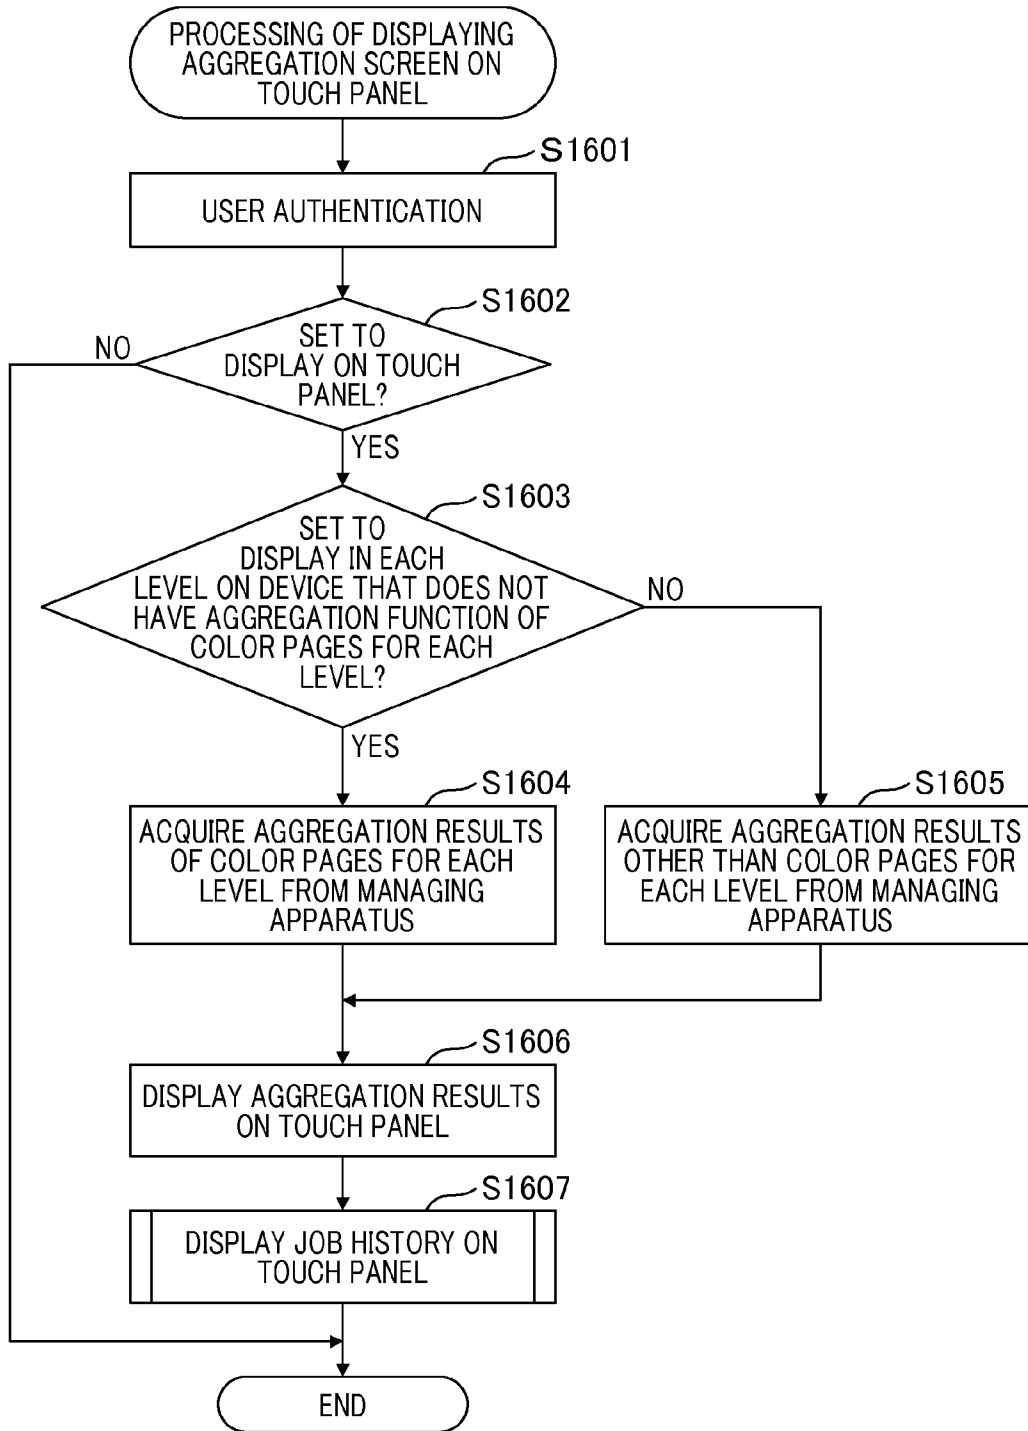 PROCESSING OF DISPLAYING
AGGREGATION SCREEN ON
TOUCH PANEL
S1601
USER AUTHENTICATION
S1602
NO
SET TO
DISPLAY ON TOUCH
PANEL?
YES
S1603
SET TO
DISPLAY IN EACH
LEVEL ON DEVICE THAT DOES NOT
HAVE AGGREGATION FUNCTION OF
COLOR PAGES FOR EACH
LEVEL?
NO
YES
S1604
ACQUIRE AGGREGATION RESULTS
OF COLOR PAGES FOR EACH
LEVEL FROM MANAGING
APPARATUS
S1605
ACQUIRE AGGREGATION RESULTS
OTHER THAN COLOR PAGES FOR
EACH LEVEL FROM MANAGING
APPARATUS
S1606
DISPLAY AGGREGATION RESULTS
ON TOUCH PANEL
S1607
DISPLAY JOB HISTORY ON
TOUCH PANEL
END